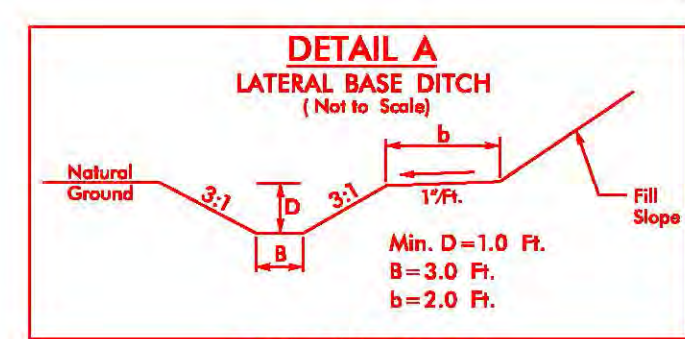 DETAIL A
LATERAL BASE DITCH
( Not to Scale)
b
Natural
Ground
3:1
D
3:1
1"/Ft.
Fill
Slope
B
Min. D=1.0 Ft.
B=3.0 Ft.
b=2.0 Ft.